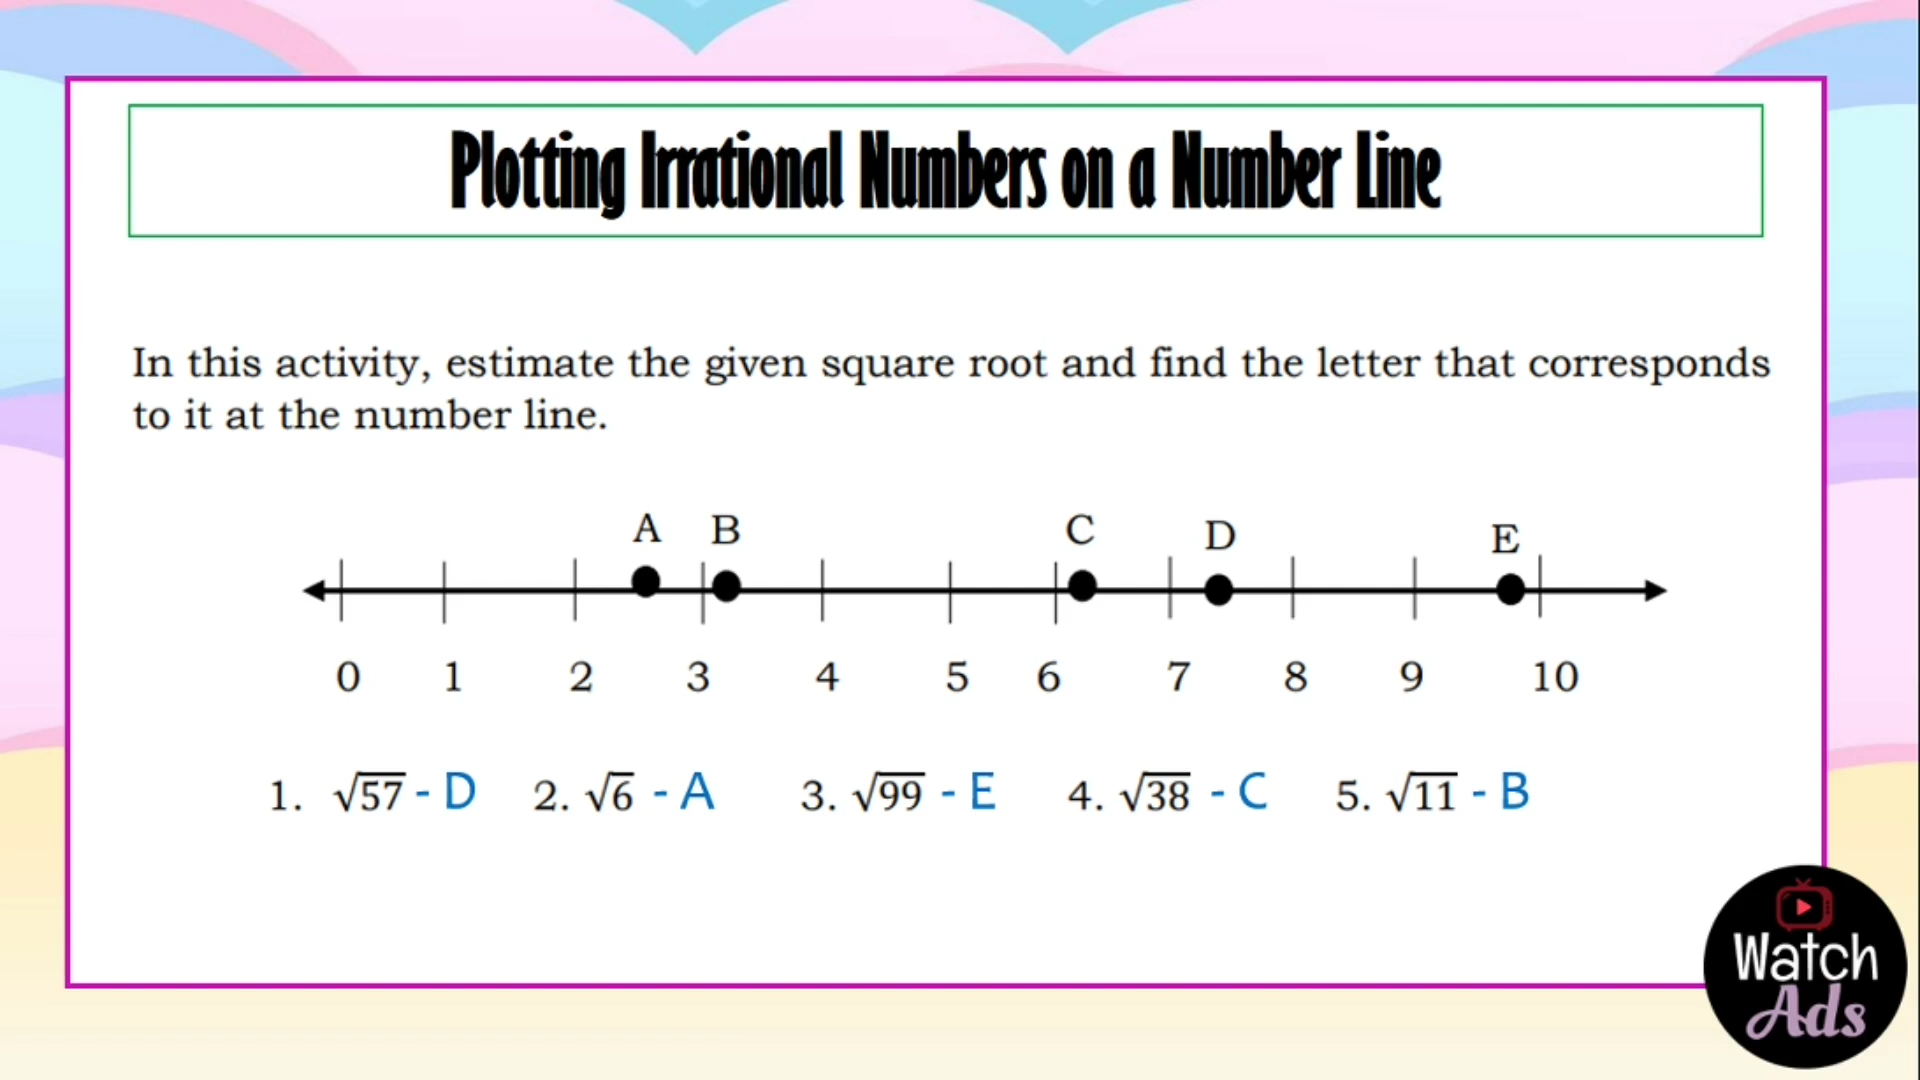 Plotting Irrational Numbers on a Number Line
In this activity, estimate the given square root and find the letter that corresponds
to it at the number line.
A B C D E
0 1 2 3 4 5 6 7 8 9 10
1. √57 - D 2. √6 - A 3. √99 - E 4. √38 - C 5. √11 - B
Watch
Ads